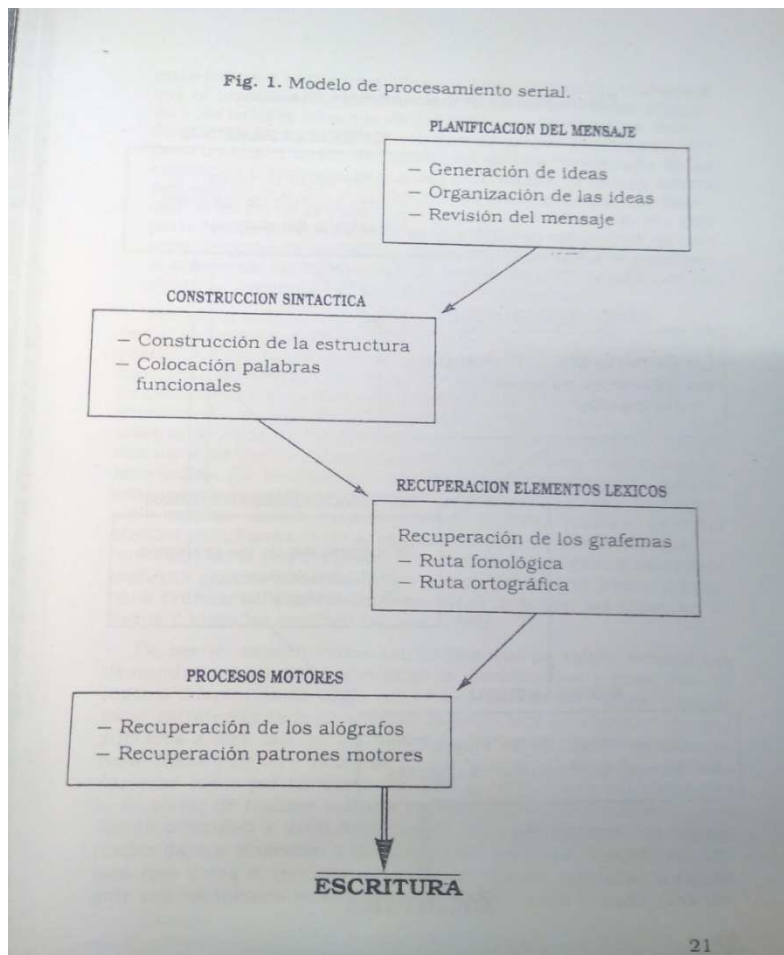 Fig. 1. Modelo de procesamiento serial.
PLANIFICACION DEL MENSAJE
— Generación de ideas
— Organización de las ideas
— Revisión del mensaje
CONSTRUCCION SINTACTICA
— Construcción de la estructura
— Colocación palabras
funcionales
RECUPERACION ELEMENTOS LEXICOS
Recuperación de los grafemas
— Ruta fonológica
— Ruta ortográfica
PROCESOS MOTORES
— Recuperación de los alógrafos
— Recuperación patrones motores
ESCRITURA
21